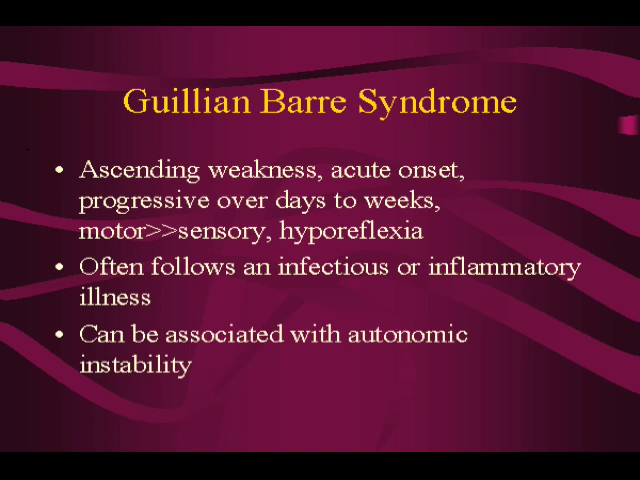 Guillian Barre Syndrome
• Ascending weakness, acute onset,
progressive over days to weeks,
motor>>sensory, hyporeflexia
• Often follows an infectious or inflammatory
illness
• Can be associated with autonomic
instability